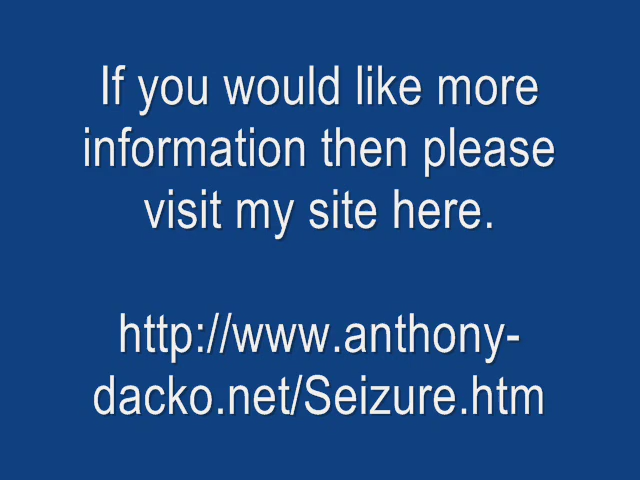 If you would like more
information then please
visit my site here.
http://www.anthony-
dacko.net/Seizure.htm